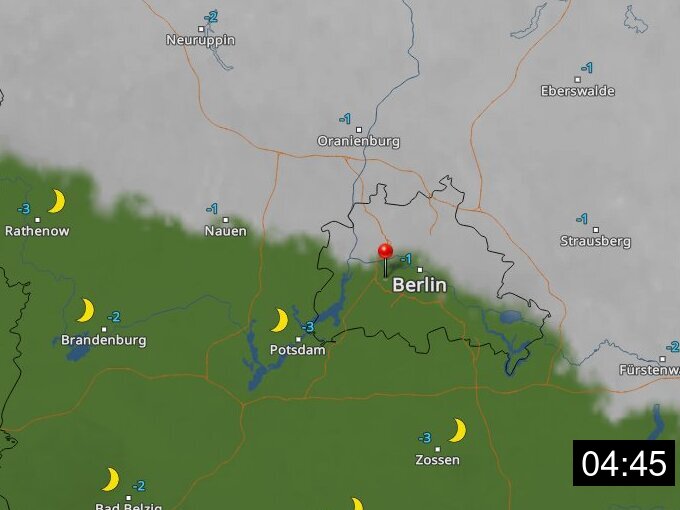 -2
Neuruppin
-1
Eberswalde
-1
Oranienburg
-3
Rathenow
-1
Nauen
-1
Strausberg
-1
Berlin
-2
Brandenburg
-3
Potsdam
-2
-3
Zossen
04:45
-2
Bad Belzig